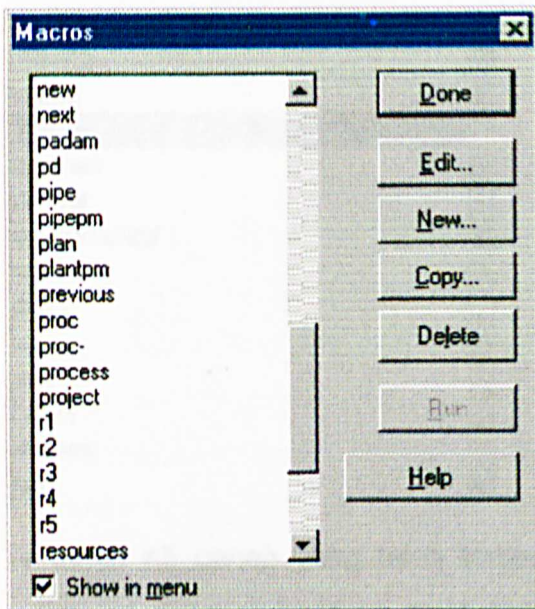 Macros
new
next
padam
pd
pipe
pipepm
plan
plantpm
previous
proc
proc-
process
project
r1
r2
r3
r4
r5
resources
Show in menu
Done
Edit...
New...
Copy...
Delete
Run
Help